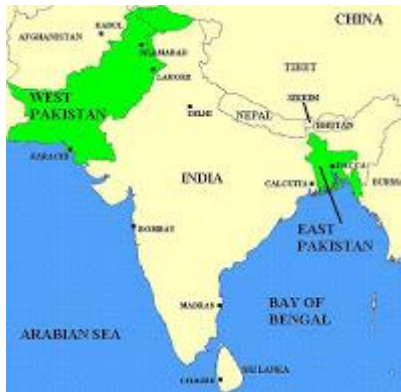 CHINA
KABUL
AFGHANISTAN
ISLAMABAD
LAHORE
TIBET
WEST
PAKISTAN
SIKKIM
DELHI
NEPAL
BHUTAN
KARACHI
DACCA
INDIA
CALCUTTA
BURMA
EAST
PAKISTAN
BOMBAY
MADRAS
BAY OF
BENGAL
ARABIAN SEA
SRI LANKA